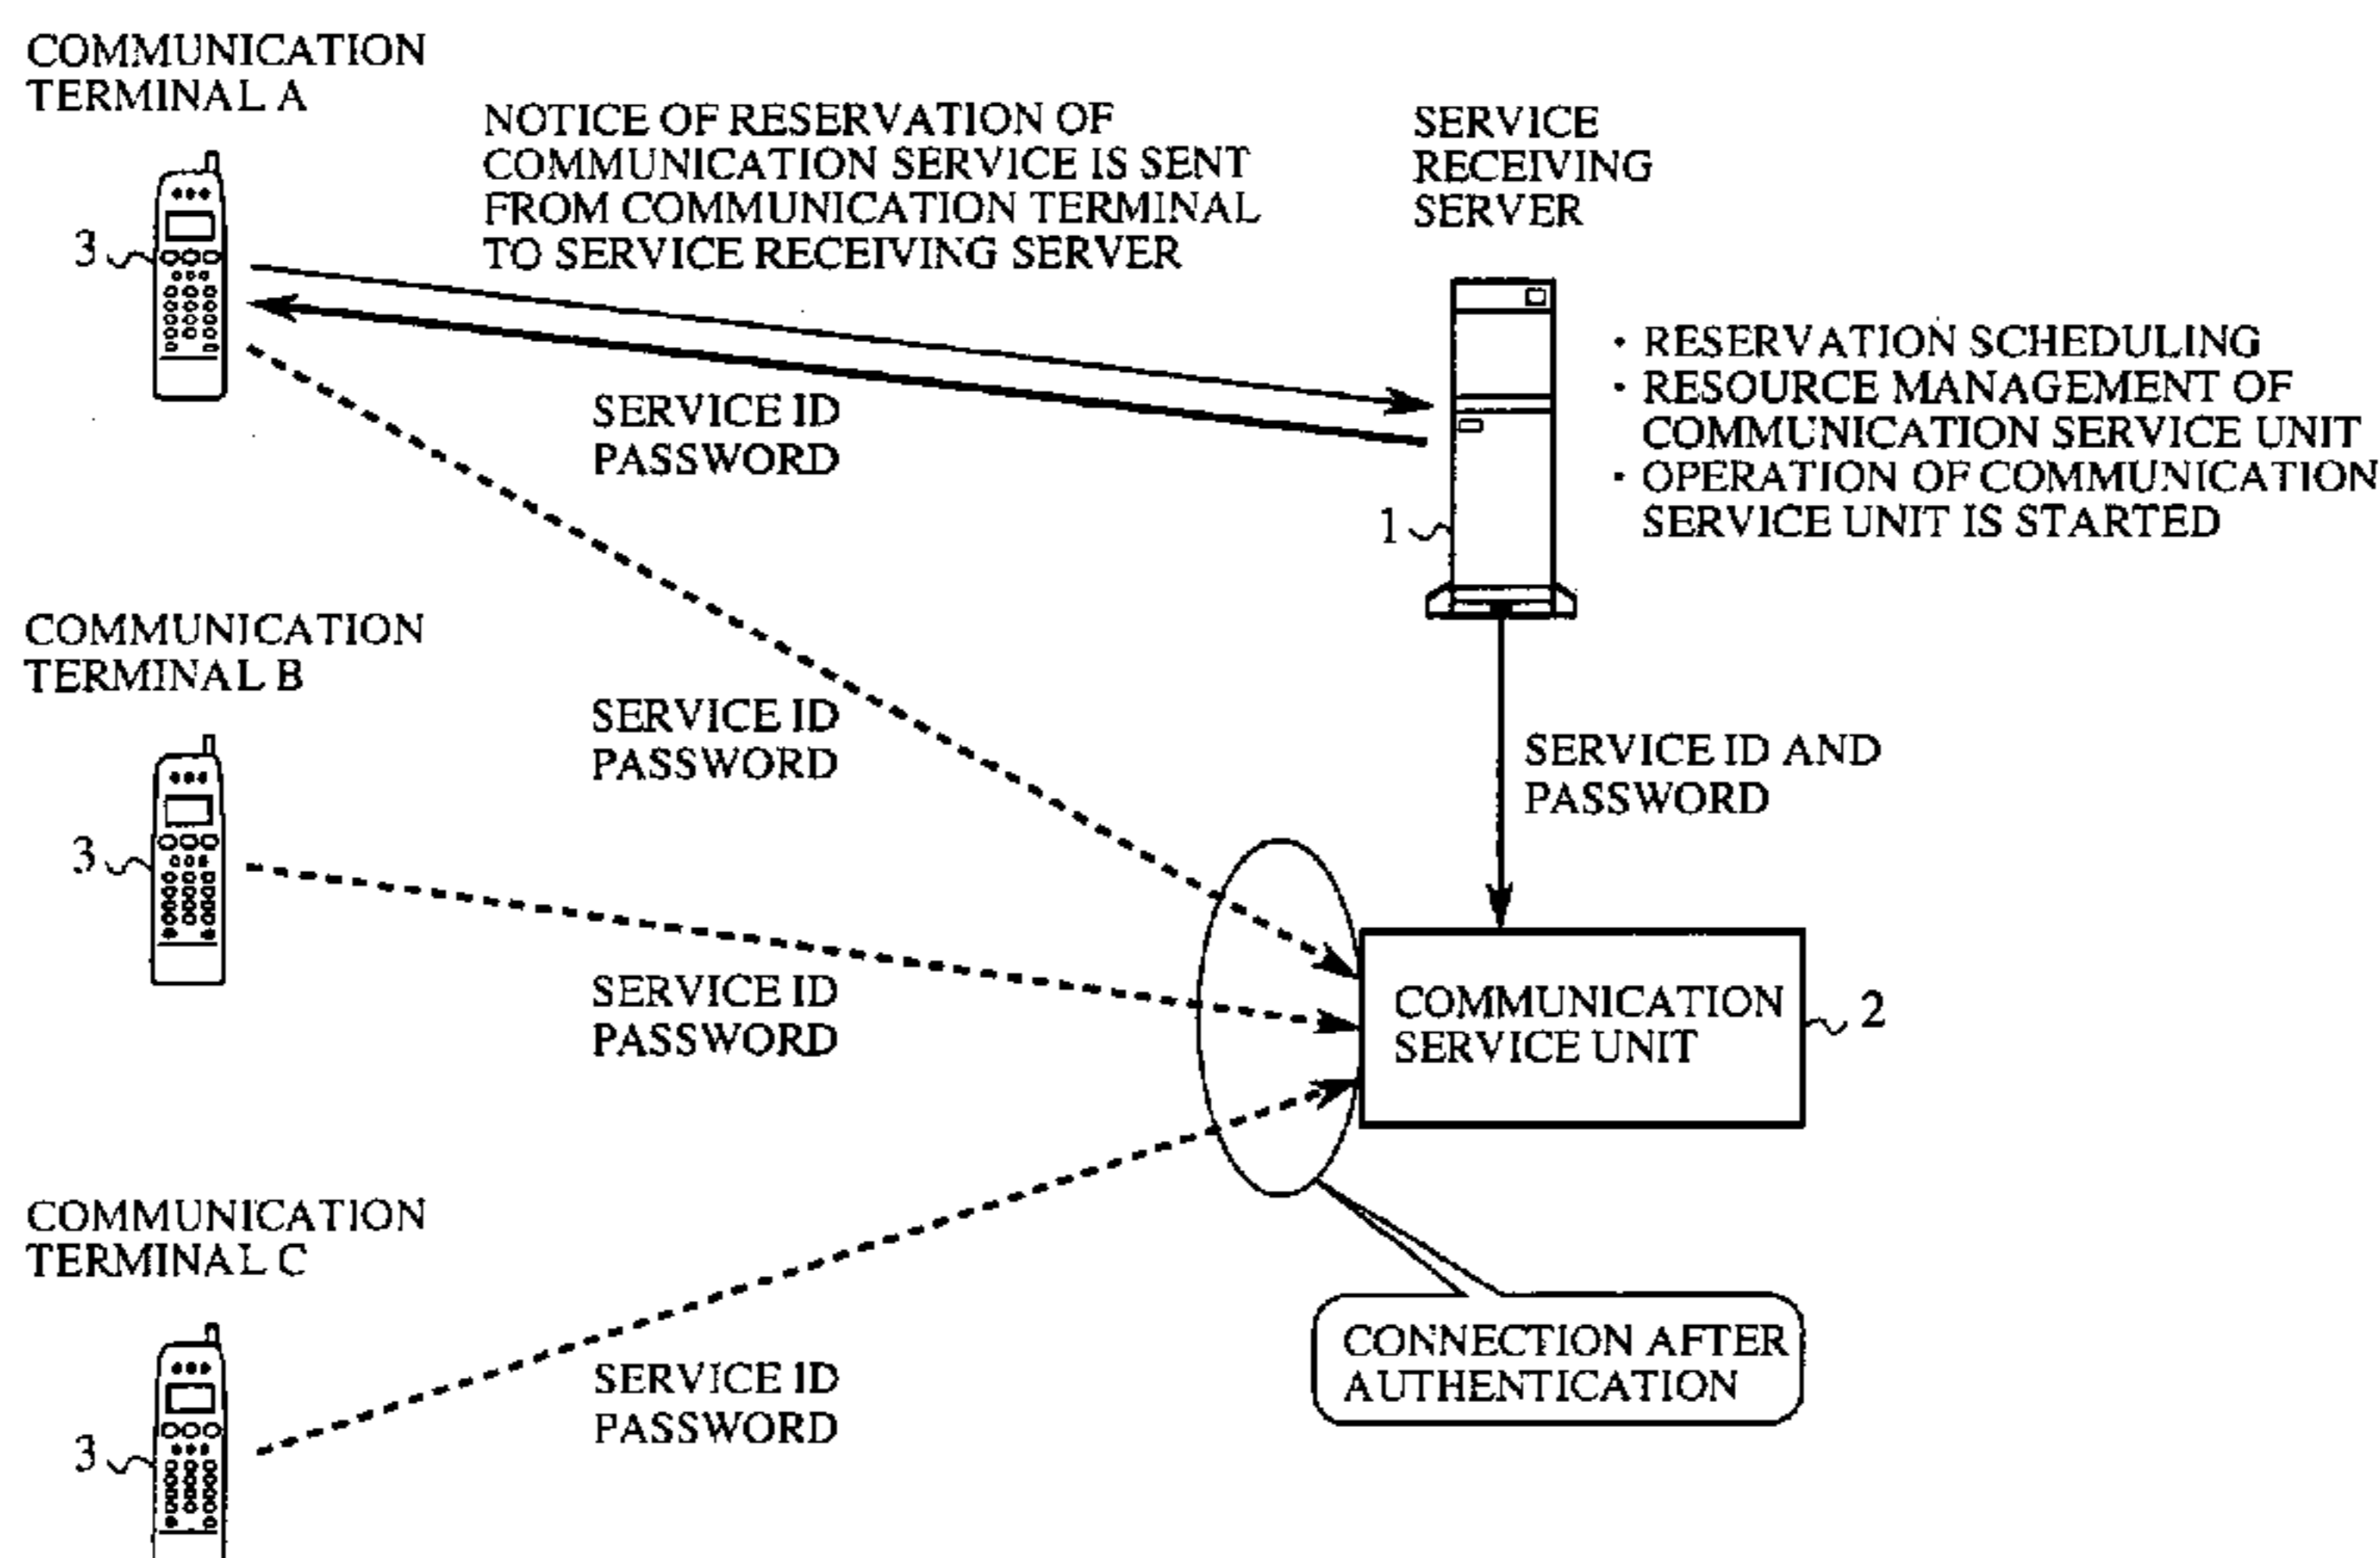 COMMUNICATION
TERMINAL A
NOTICE OF RESERVATION OF
COMMUNICATION SERVICE IS SENT
FROM COMMUNICATION TERMINAL
TO SERVICE RECEIVING SERVER
SERVICE
RECEIVING
SERVER
3
· RESERVATION SCHEDULING
· RESOURCE MANAGEMENT OF
COMMUNICATION SERVICE UNIT
· OPERATION OF COMMUNICATION
SERVICE UNIT IS STARTED
SERVICE ID
PASSWORD
1
COMMUNICATION
TERMINAL B
SERVICE ID
PASSWORD
SERVICE ID AND
PASSWORD
3
SERVICE ID
PASSWORD
COMMUNICATION
SERVICE UNIT
2
COMMUNICATION
TERMINAL C
CONNECTION AFTER
AUTHENTICATION
SERVICE ID
PASSWORD
3